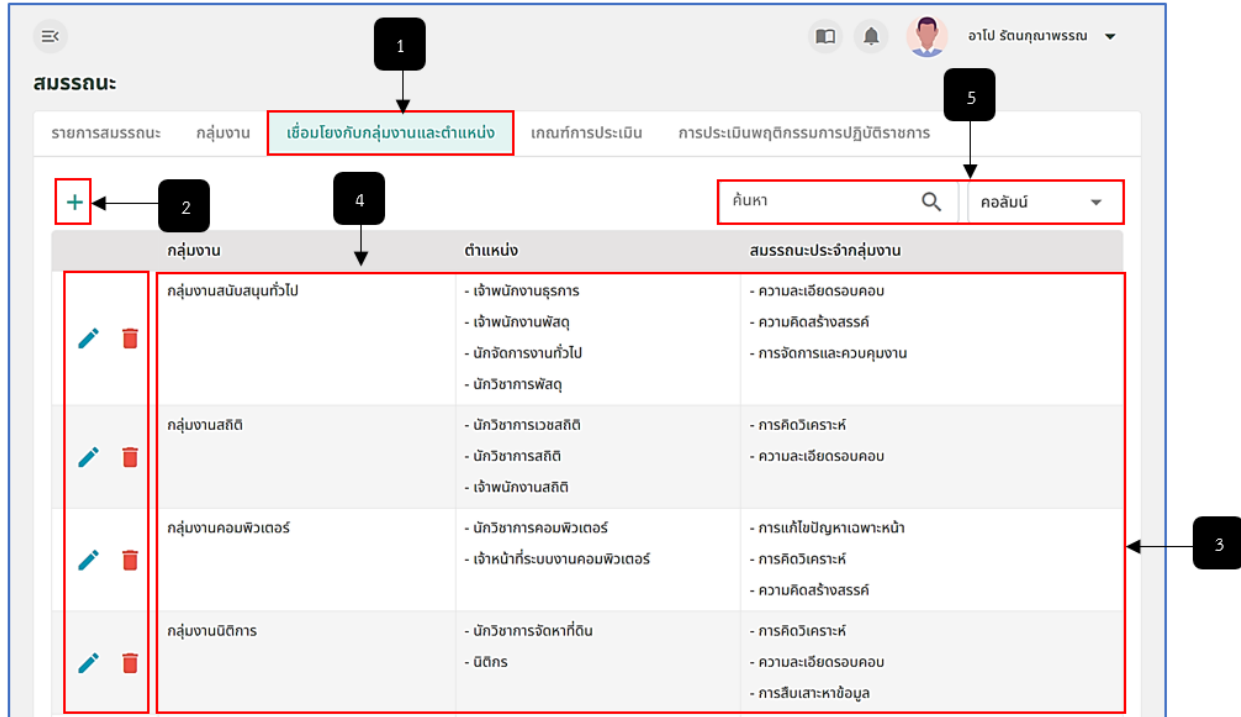 1
อาโป รัตนกุณาพรรณ
สมรรถนะ
5
รายการสมรรถนะ กลุ่มงาน เชื่อมโยงกับกลุ่มงานและตำแหน่ง เกณฑ์การประเมิน การประเมินพฤติกรรมการปฏิบัติราชการ
+ 2 4 ค้นหา คอลัมน์
กลุ่มงาน ตำแหน่ง สมรรถนะประจำกลุ่มงาน
กลุ่มงานสนับสนุนทั่วไป - เจ้าพนักงานธุรการ - ความละเอียดรอบคอบ
- เจ้าพนักงานพัสดุ - ความคิดสร้างสรรค์
- นักจัดการงานทั่วไป - การจัดการและควบคุมงาน
- นักวิชาการพัสดุ
กลุ่มงานสถิติ - นักวิชาการเวชสถิติ - การคิดวิเคราะห์
- นักวิชาการสถิติ - ความละเอียดรอบคอบ
- เจ้าพนักงานสถิติ
กลุ่มงานคอมพิวเตอร์ - นักวิชาการคอมพิวเตอร์ - การแก้ไขปัญหาเฉพาะหน้า
- เจ้าหน้าที่ระบบงานคอมพิวเตอร์ - การคิดวิเคราะห์
3
- ความคิดสร้างสรรค์
กลุ่มงานนิติการ - นักวิชาการจัดหาที่ดิน - การคิดวิเคราะห์
- นิติกร - ความละเอียดรอบคอบ
- การสืบเสาะหาข้อมูล